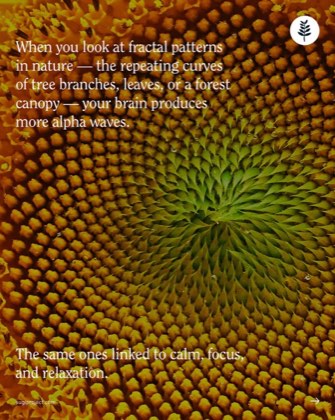 When you look at fractal patterns
in nature — the repeating curves
of tree branches, leaves, or a forest
canopy — your brain produces
more alpha waves.
The same ones linked to calm, focus,
and relaxation.